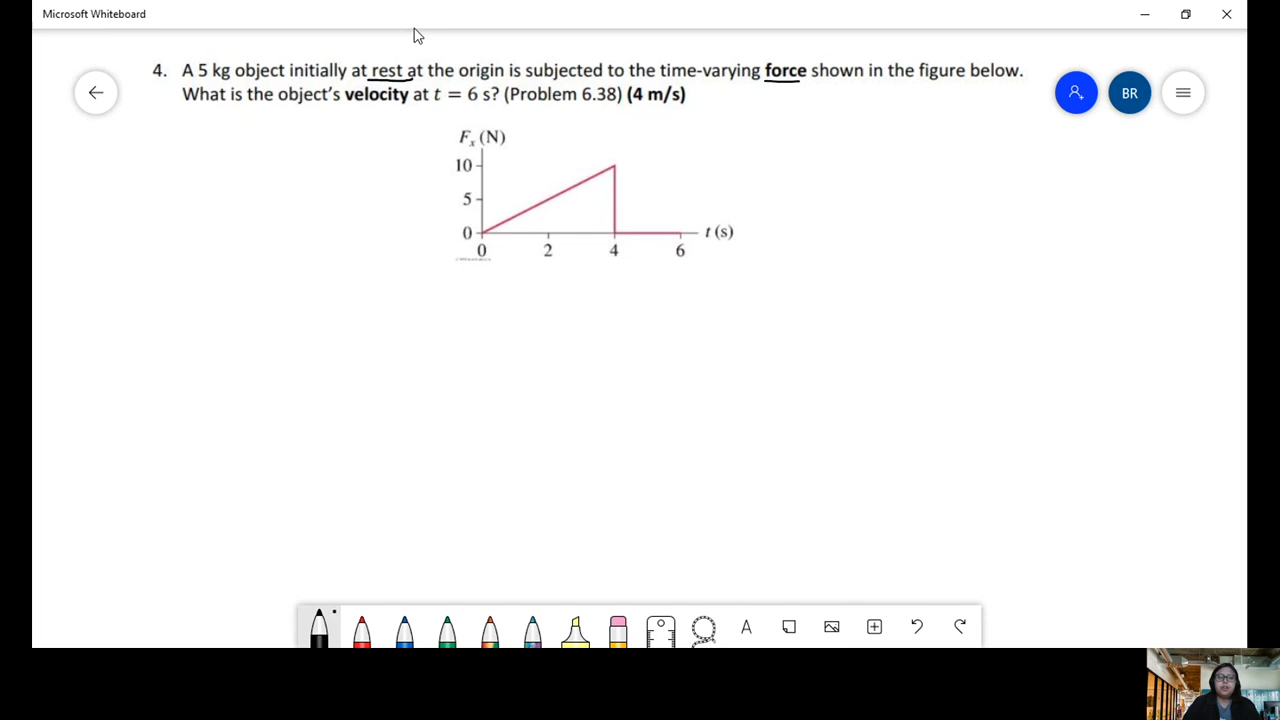 Microsoft Whiteboard
4. A 5 kg object initially at rest at the origin is subjected to the time-varying force shown in the figure below.
What is the object's velocity at t = 6 s? (Problem 6.38) (4 m/s)
BR
Fx (N)
10
5
0
t (s)
0 2 4 6
A